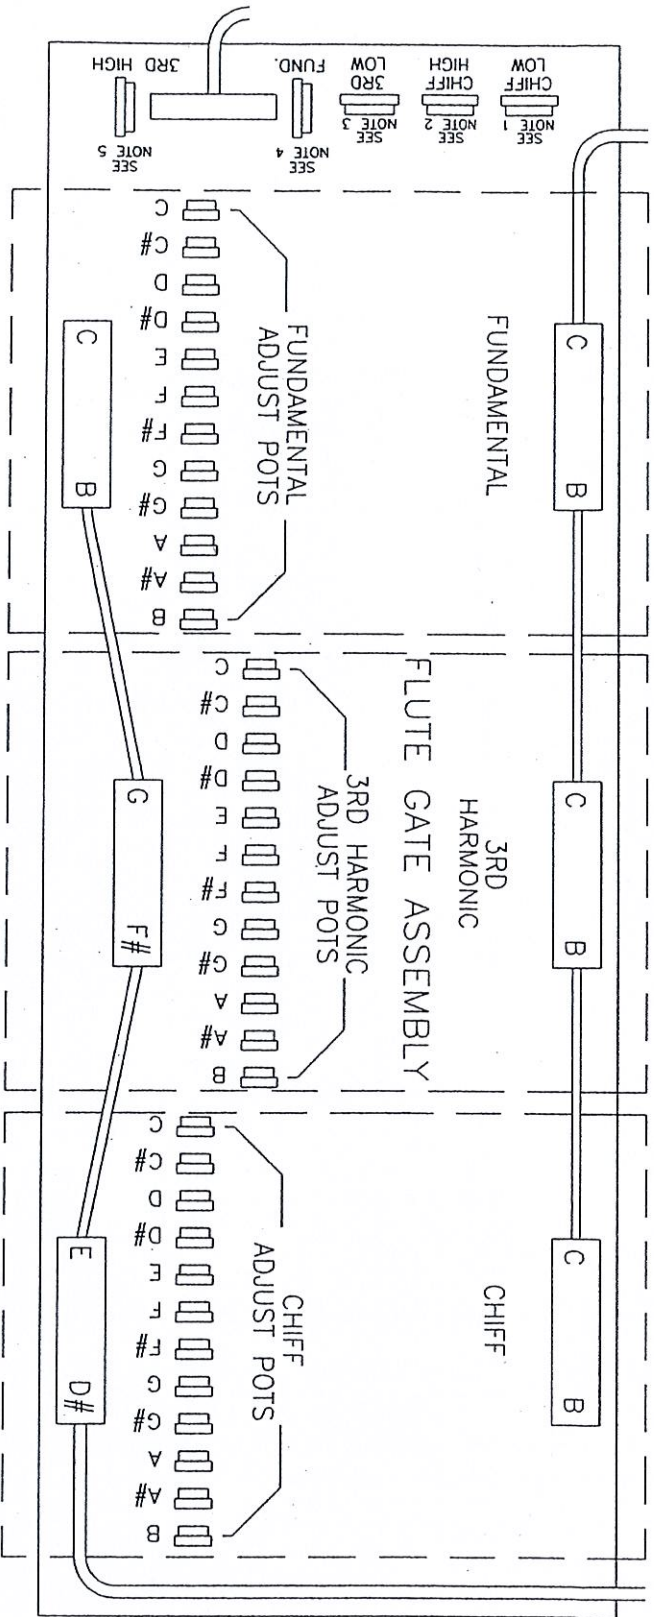 3RD HIGH
FUND.
3RD
LOW
CHIFF
HIGH
CHIFF
LOW
SEE
NOTE 5
SEE
NOTE 4
SEE
NOTE 3
SEE
NOTE 2
SEE
NOTE 1
C
C#
D
D#
E
F
F#
G
G#
A
A#
B
FUNDAMENTAL
ADJUST POTS
FUNDAMENTAL
C B
C B
C
C#
D
D#
E
F
F#
G
G#
A
A#
B
3RD HARMONIC
ADJUST POTS
FLUTE GATE ASSEMBLY
3RD
HARMONIC
G F#
C B
C
C#
D
D#
E
F
F#
G
G#
A
A#
B
CHIFF
ADJUST POTS
CHIFF
E D#
C B